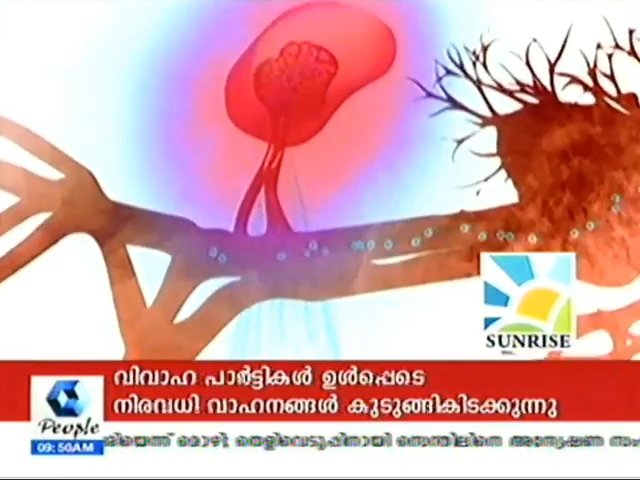 SUNRISE
വിവാഹ പാർട്ടികൾ ഉൾപ്പെടെ
നിരവധി വാഹനങ്ങൾ കുടുങ്ങികിടക്കുന്നു
People
09:50AM
മൊഴി